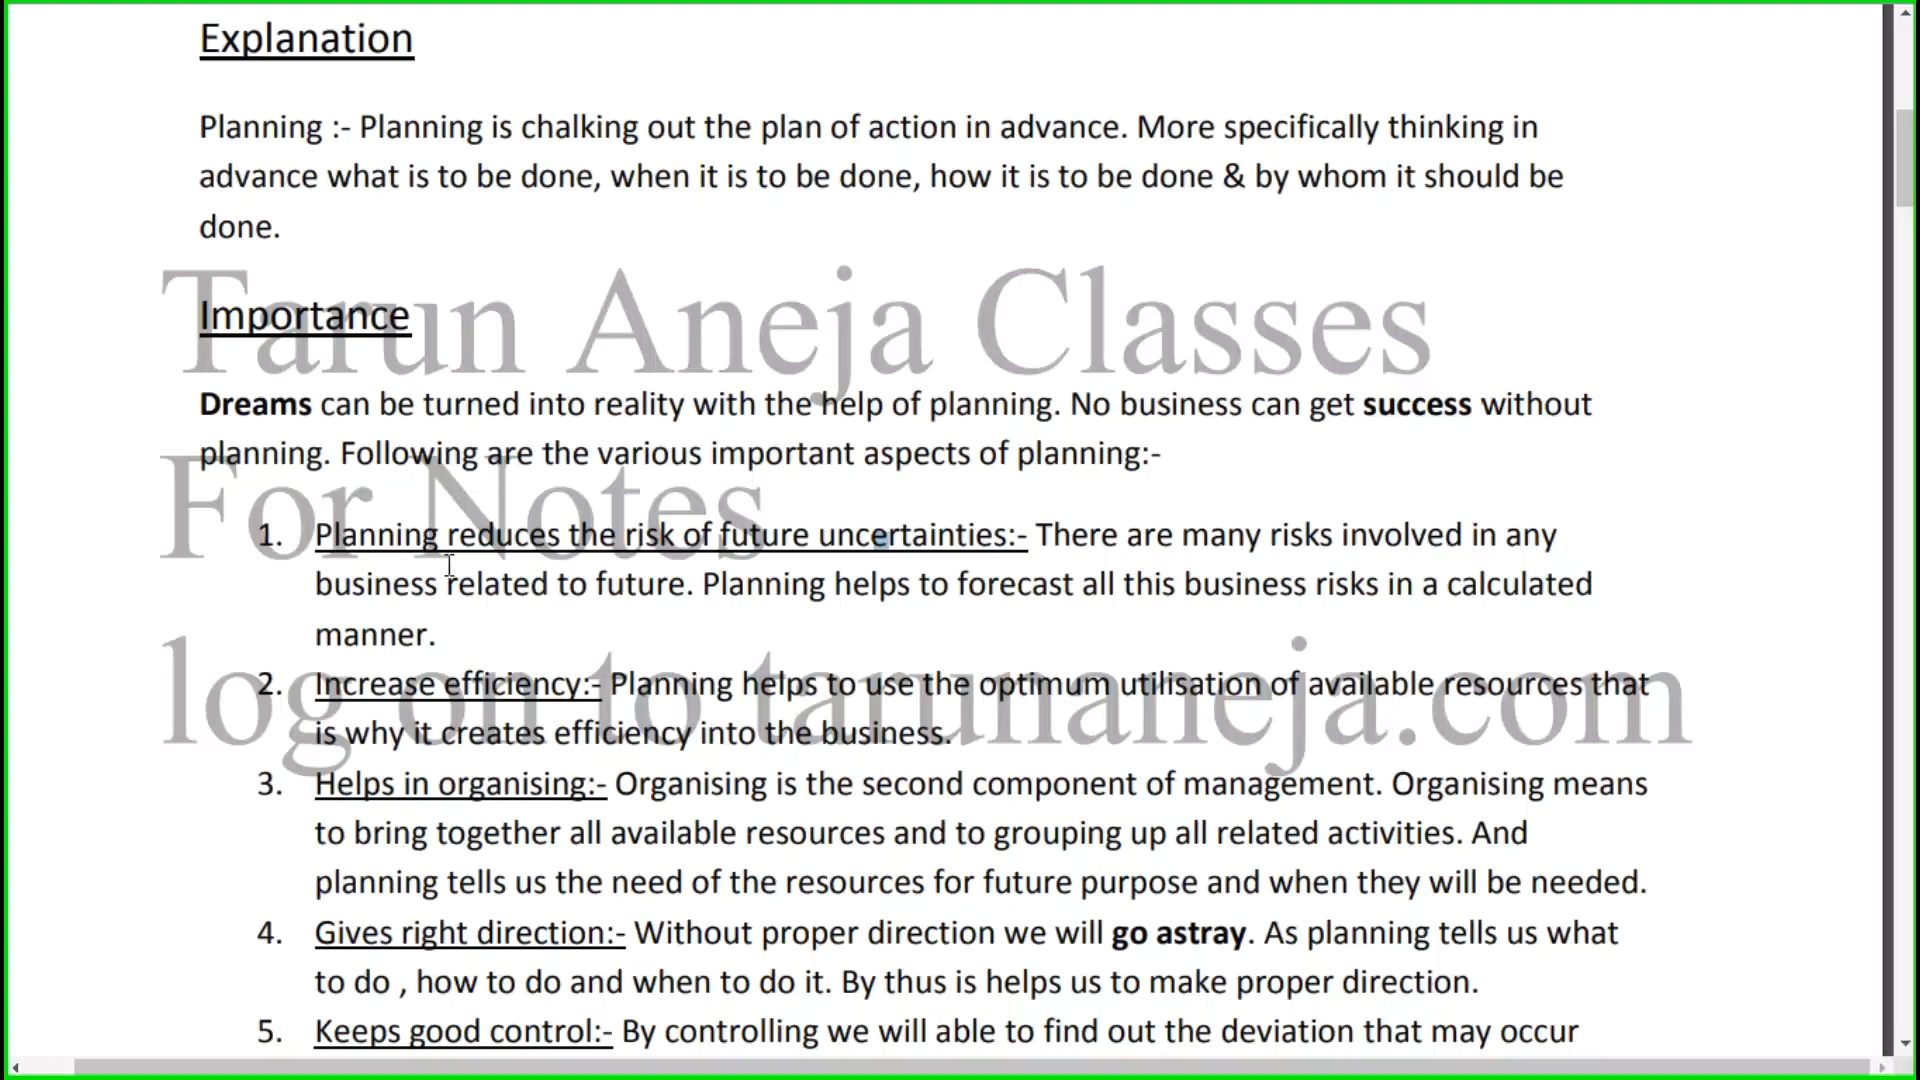 Explanation
Planning :- Planning is chalking out the plan of action in advance. More specifically thinking in
advance what is to be done, when it is to be done, how it is to be done & by whom it should be
done.
Tarun Aneja Classes
Importance
Dreams can be turned into reality with the help of planning. No business can get success without
planning. Following are the various important aspects of planning:-
For Notes
1. Planning reduces the risk of future uncertainties:- There are many risks involved in any
business related to future. Planning helps to forecast all this business risks in a calculated
manner.
log on to tarunaneja.com
2. Increase efficiency:- Planning helps to use the optimum utilisation of available resources that
is why it creates efficiency into the business.
3. Helps in organising:- Organising is the second component of management. Organising means
to bring together all available resources and to grouping up all related activities. And
planning tells us the need of the resources for future purpose and when they will be needed.
4. Gives right direction:- Without proper direction we will go astray. As planning tells us what
to do , how to do and when to do it. By thus is helps us to make proper direction.
5. Keeps good control:- By controlling we will able to find out the deviation that may occur